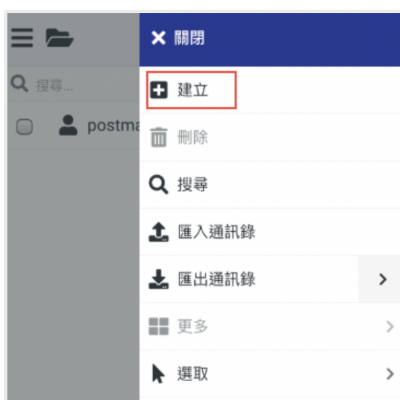 關閉
搜尋...
建立
postma
刪除
搜尋
匯入通訊錄
匯出通訊錄
更多
選取